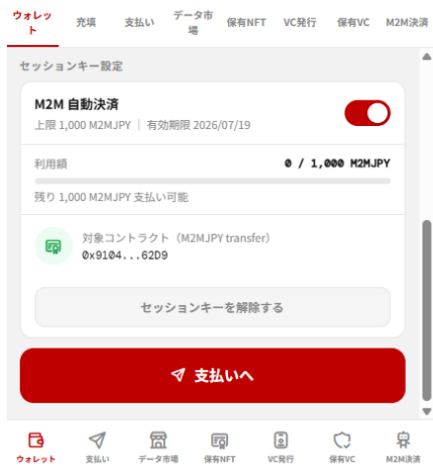 ウォレッ
ト
充填
支払い
データ市
場
保有NFT
VC発行
保有VC
M2M決済
セッションキー設定
M2M 自動決済
上限 1,000 M2MJPY | 有効期限 2026/07/19
利用額
0 / 1,000 M2MJPY
残り 1,000 M2MJPY 支払い可能
対象コントラクト（M2MJPY transfer）
0x9104...62D9
セッションキーを解除する
支払いへ
ウォレット
支払い
データ市場
保有NFT
VC発行
保有VC
M2M決済